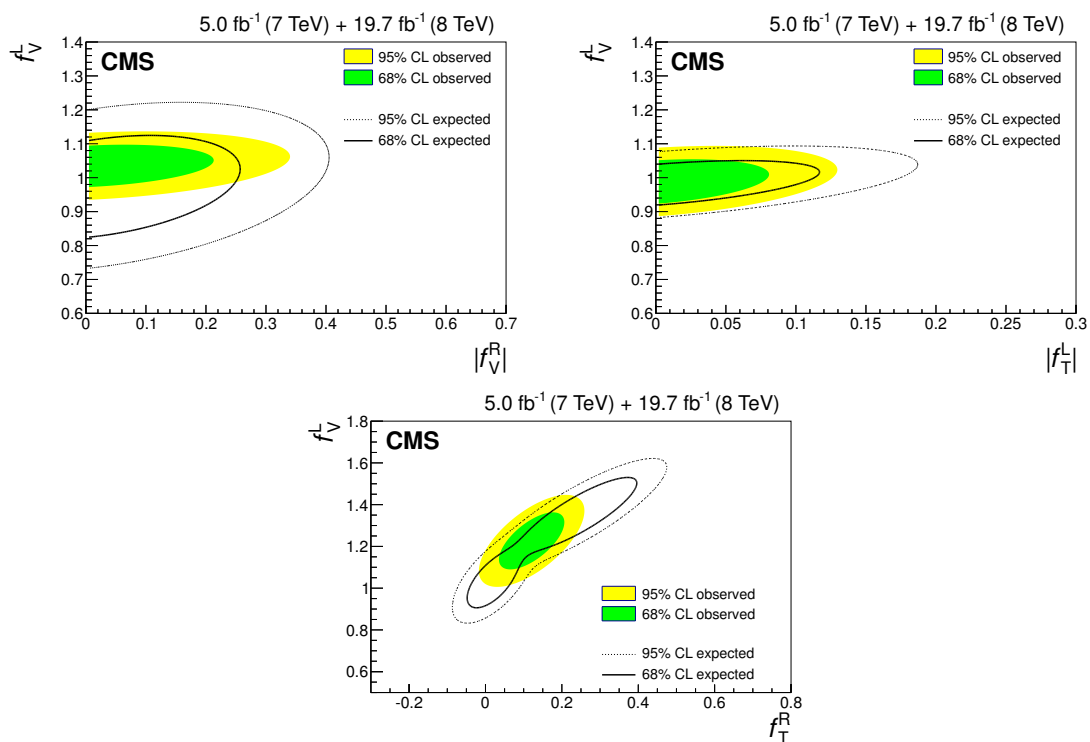 5.0 fb⁻¹ (7 TeV) + 19.7 fb⁻¹ (8 TeV)
f_V^L
CMS
95% CL observed
68% CL observed
95% CL expected
68% CL expected
1.4
1.3
1.2
1.1
1
0.9
0.8
0.7
0.6
0 0.1 0.2 0.3 0.4 0.5 0.6 0.7
|f_V^R|
5.0 fb⁻¹ (7 TeV) + 19.7 fb⁻¹ (8 TeV)
f_V^L
CMS
95% CL observed
68% CL observed
95% CL expected
68% CL expected
1.4
1.3
1.2
1.1
1
0.9
0.8
0.7
0.6
0 0.05 0.1 0.15 0.2 0.25 0.3
|f_T^L|
5.0 fb⁻¹ (7 TeV) + 19.7 fb⁻¹ (8 TeV)
f_V^L
CMS
1.8
1.6
1.4
1.2
1
0.8
0.6
95% CL observed
68% CL observed
95% CL expected
68% CL expected
-0.2 0 0.2 0.4 0.6 0.8
f_T^R